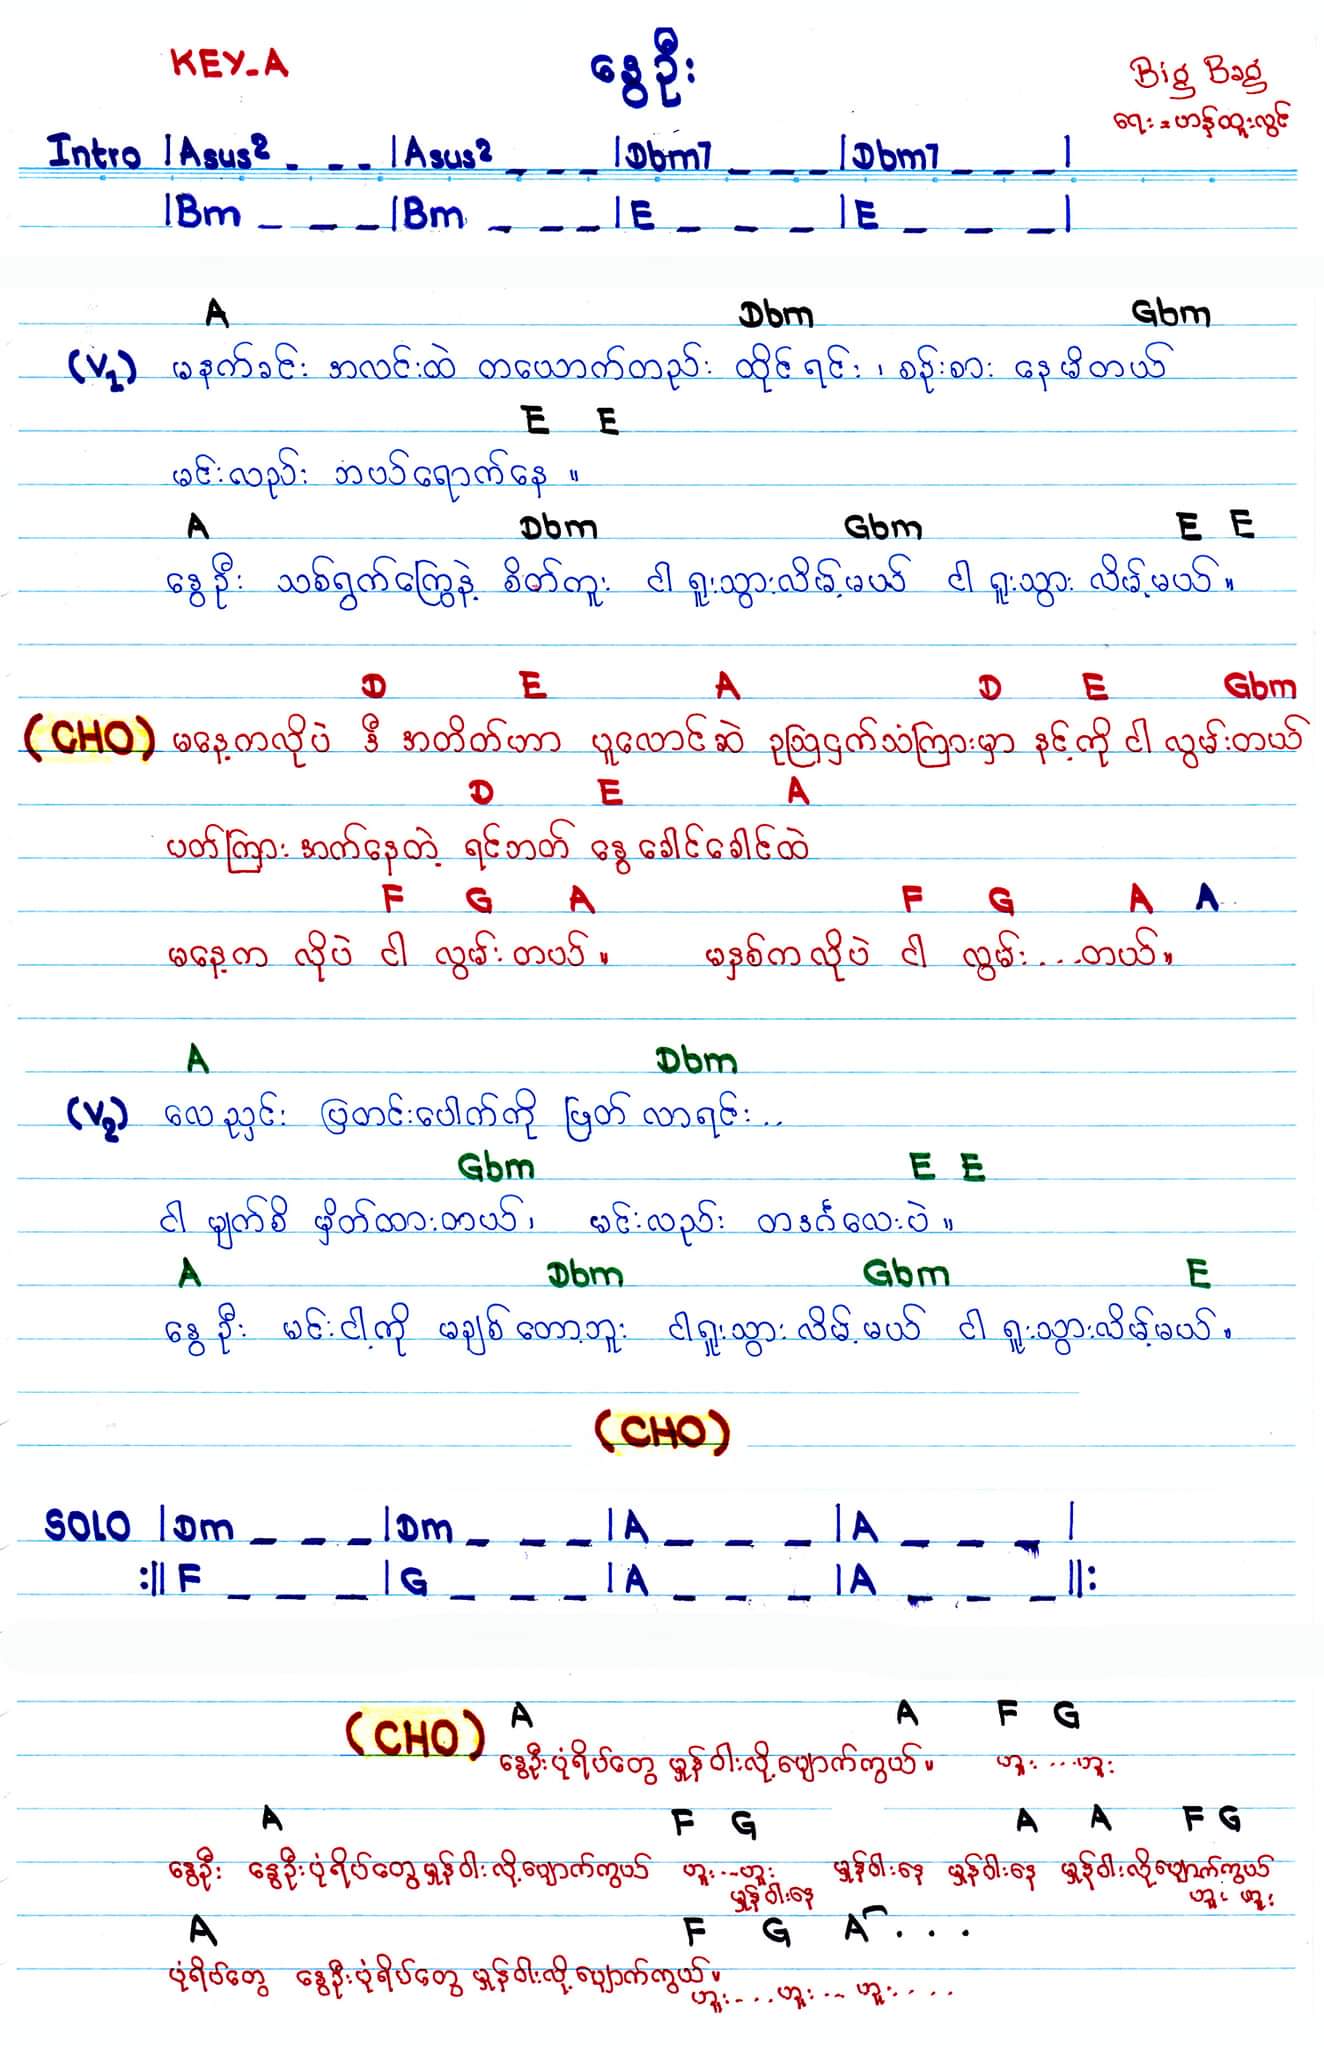 KEY-A
နွေဦး
Big Bag
ရေး = ဟန်ထူးလွင်
Intro |Asus2 _ _ _ |Asus2 _ _ _ |Dbm7 _ _ _ |Dbm7 _ _ _ |
|Bm _ _ _ |Bm _ _ _ |E _ _ _ |E _ _ _ |
A Dbm Gbm
(V1) မနက်ခင်း အလင်းထဲ တယောက်တည်း ထိုင်ရင်း ၊ စဉ်းစား နေမိတယ်
E E
မင်းလည်း ဘယ်ရောက်နေ ။
A Dbm Gbm E E
နွေဦး သစ်ရွက်ကြွေနဲ့ စိတ်ကူး ငါ ရူးသွားလိမ့်မယ် ငါ ရူးသွား လိမ့်မယ် ။
D E A D E Gbm
(CHO) မနေ့ကလိုပဲ ဒီ အတိတ်ဟာ ပူလောင်ဆဲ ဥသြငှက်သံကြားမှာ နင့်ကို ငါ လွမ်းတယ်
D E A
ပတ်ကြား အက်နေတဲ့ ရင်ဘတ် နွေ ခေါင်ခေါင်ထဲ
F G A F G A A
မနေ့က လိုပဲ ငါ လွမ်းတယ် ။ မနှစ်ကလိုပဲ ငါ လွမ်း...တယ် ။
A Dbm
(V2) လေညှင်း ပြတင်းပေါက်ကို ဖြတ် လာရင်း..
Gbm E E
ငါ မျက်စိ မှိတ်ထားတယ် ၊ မင်းလည်း တဒင်္ဂလေးပဲ ။
A Dbm Gbm E
နွေဦး မင်းငါ့ကို မချစ်တော့ဘူး ငါရှူးသွားလိမ့်မယ် ငါ ရူးသွားလိမ့်မယ် ။
(CHO)
SOLO |Dm _ _ _ |Dm _ _ _ |A _ _ _ |A _ _ _ |
:|| F _ _ _ |G _ _ _ |A _ _ _ |A _ _ _ ||:
A A F G
(CHO) နွေဦးပုံရိပ်တွေ မှုန်ဝါးလို့ပျောက်ကွယ် ။ ဟူး ...ဟူး
A F G A A F G
နွေဦး နွေဦးပုံရိပ်တွေ မှုန်ဝါးလို့ပျောက်ကွယ် ဟူး...ဟူး မှုန်ဝါးနေ မှုန်ဝါးနေ မှုန်ဝါးလို့ပျောက်ကွယ်
မှုန်ဝါးနေ ဟူး ဟူး
A F G A...
ပုံရိပ်တွေ နွေဦးပုံရိပ်တွေ မှုန်ဝါးလို့ပျောက်ကွယ် ။
ဟူး....ဟူး...ဟူး....